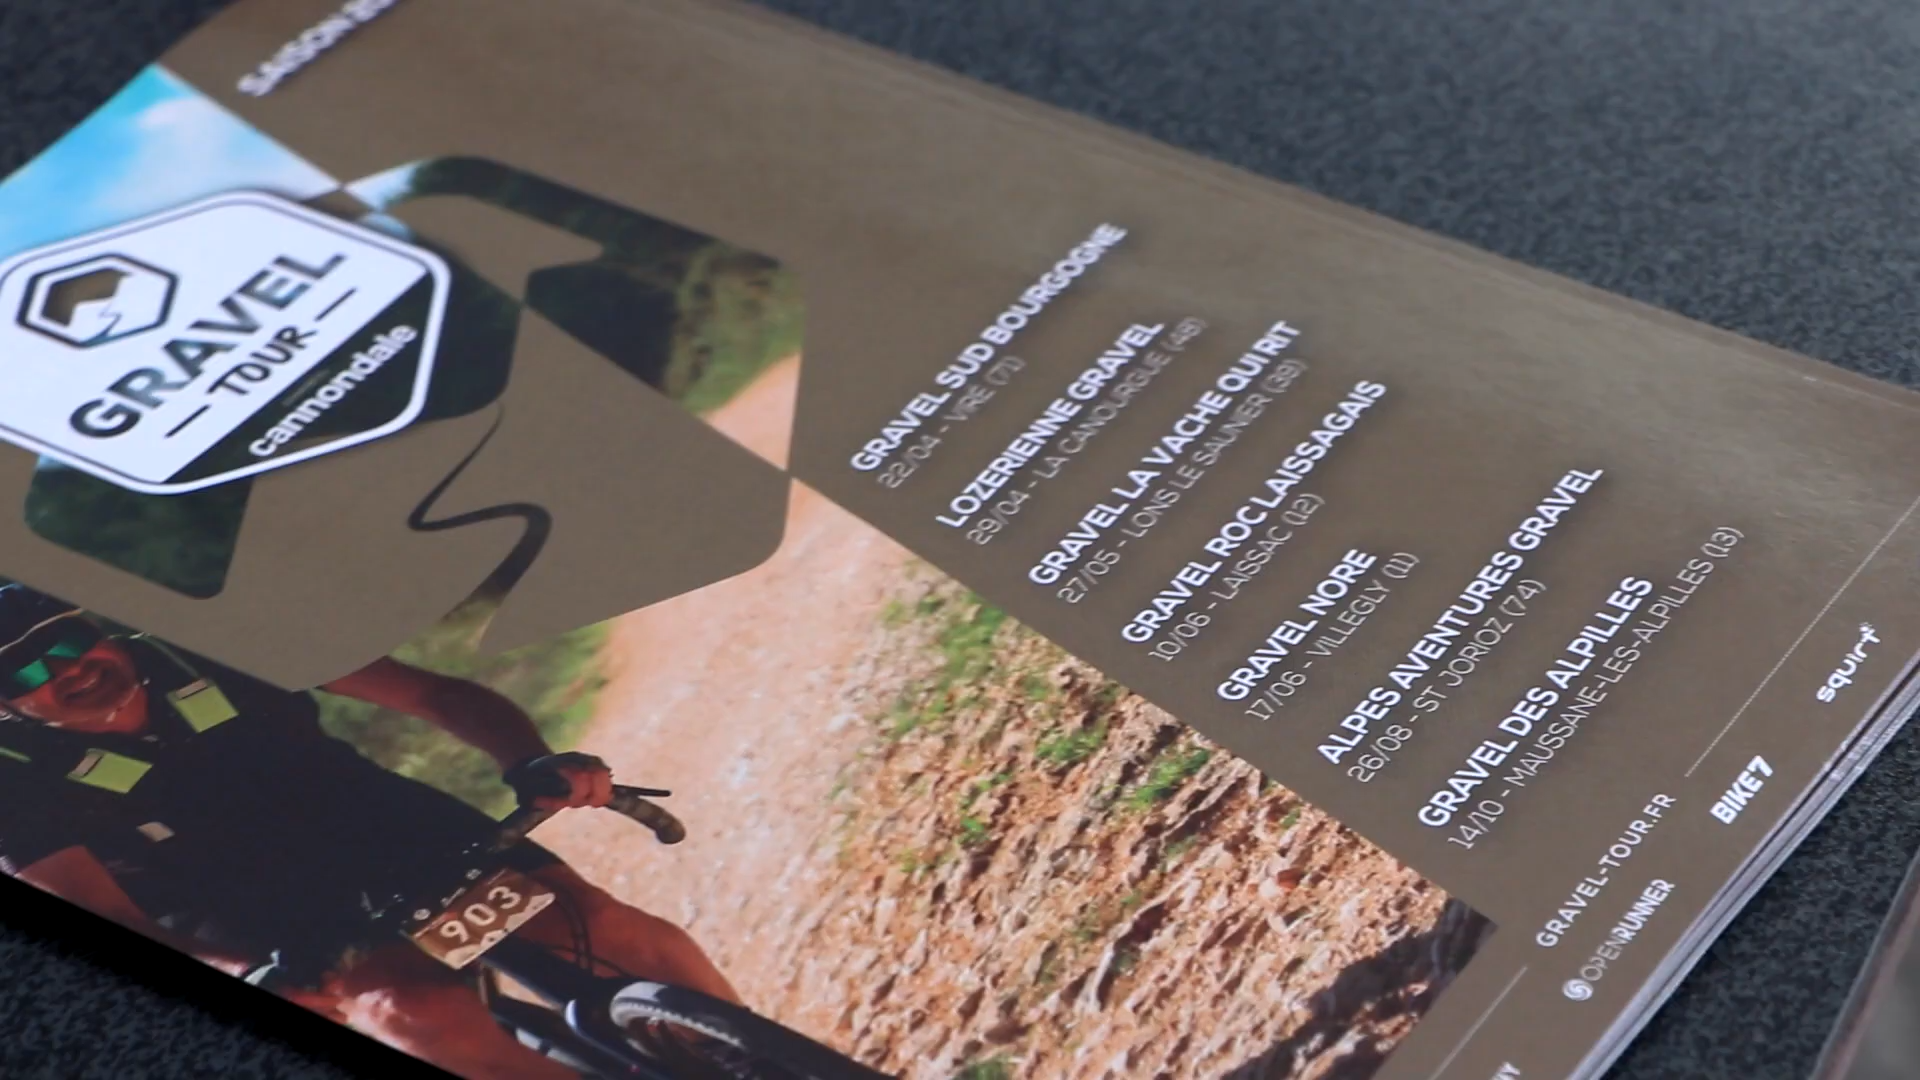 SAISON
GRAVEL
TOUR
cannondale
GRAVEL SUD BOURGOGNE
22/04 - VIRE (71)
LOZERIENNE GRAVEL
29/04 - LA CANOURGUE (48)
GRAVEL LA VACHE QUI RIT
27/05 - LONS LE SAUNIER (39)
GRAVEL ROC LAISSAGAIS
10/06 - LAISSAC (12)
GRAVEL NORE
17/06 - VILLEGLY (11)
ALPES AVENTURES GRAVEL
26/08 - ST JORIOZ (74)
GRAVEL DES ALPILLES
14/10 - MAUSSANE-LES-ALPILLES (13)
GRAVEL-TOUR.FR
OPENRUNNER
BIKE7
squirt
903